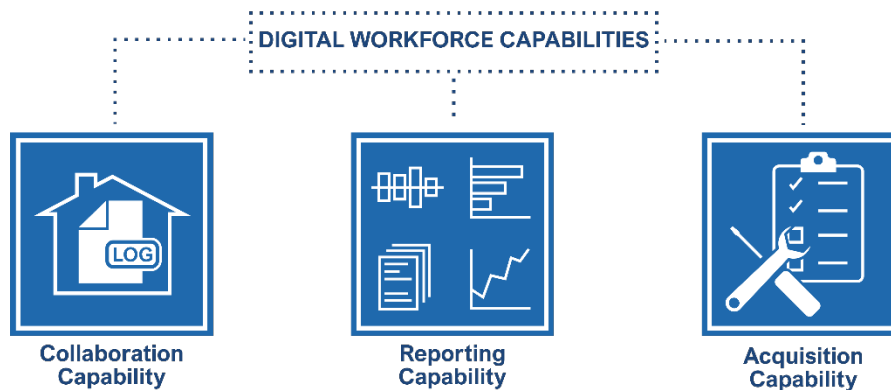 DIGITAL WORKFORCE CAPABILITIES
LOG
Collaboration
Capability
Reporting
Capability
Acquisition
Capability